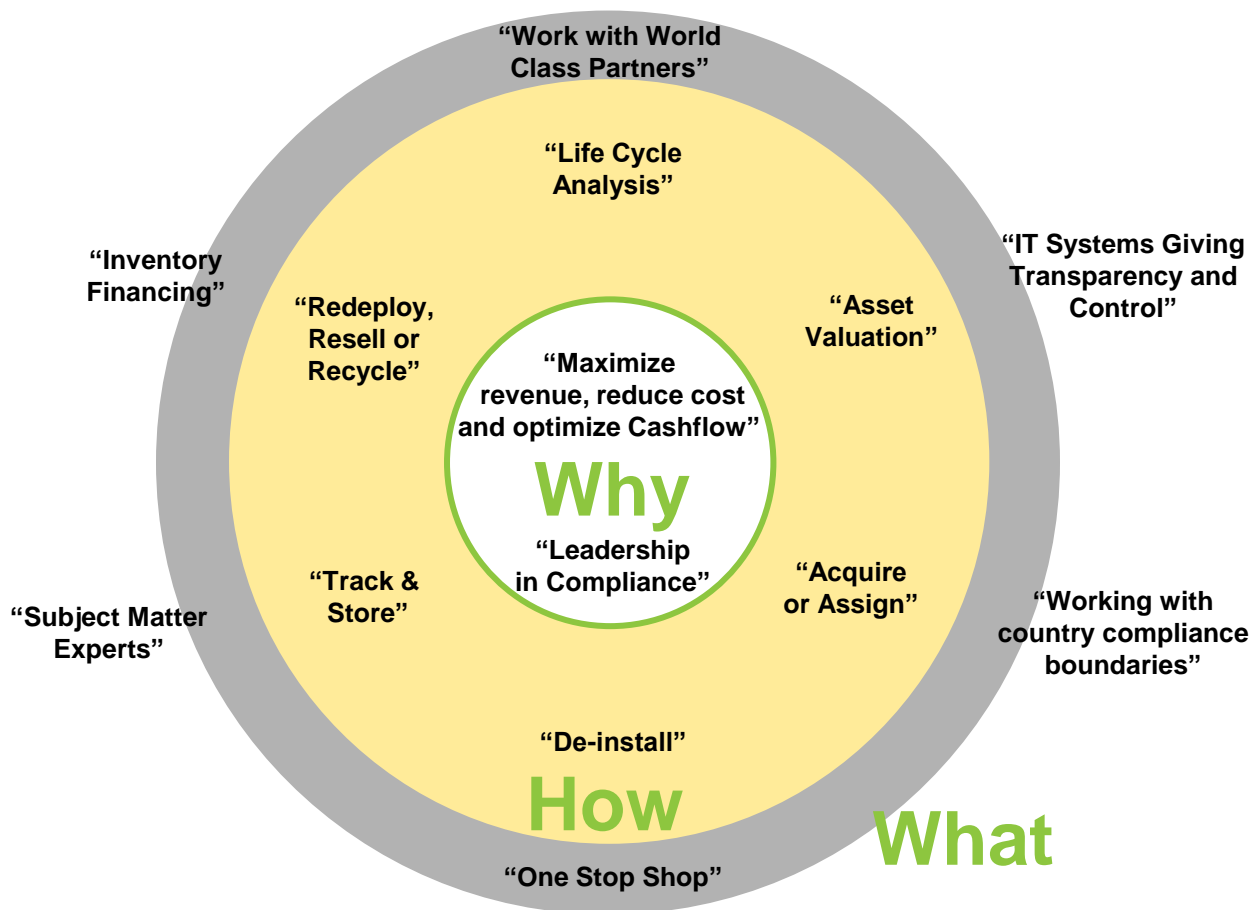 “Work with World
Class Partners”
“Life Cycle
Analysis”
“Inventory
Financing”
“IT Systems Giving
Transparency and
Control”
“Redeploy,
Resell or
Recycle”
“Asset
Valuation”
“Maximize
revenue, reduce cost
and optimize Cashflow”
Why
“Leadership
in Compliance”
“Track &
Store”
“Acquire
or Assign”
“Subject Matter
Experts”
“Working with
country compliance
boundaries”
“De-install”
How
What
“One Stop Shop”